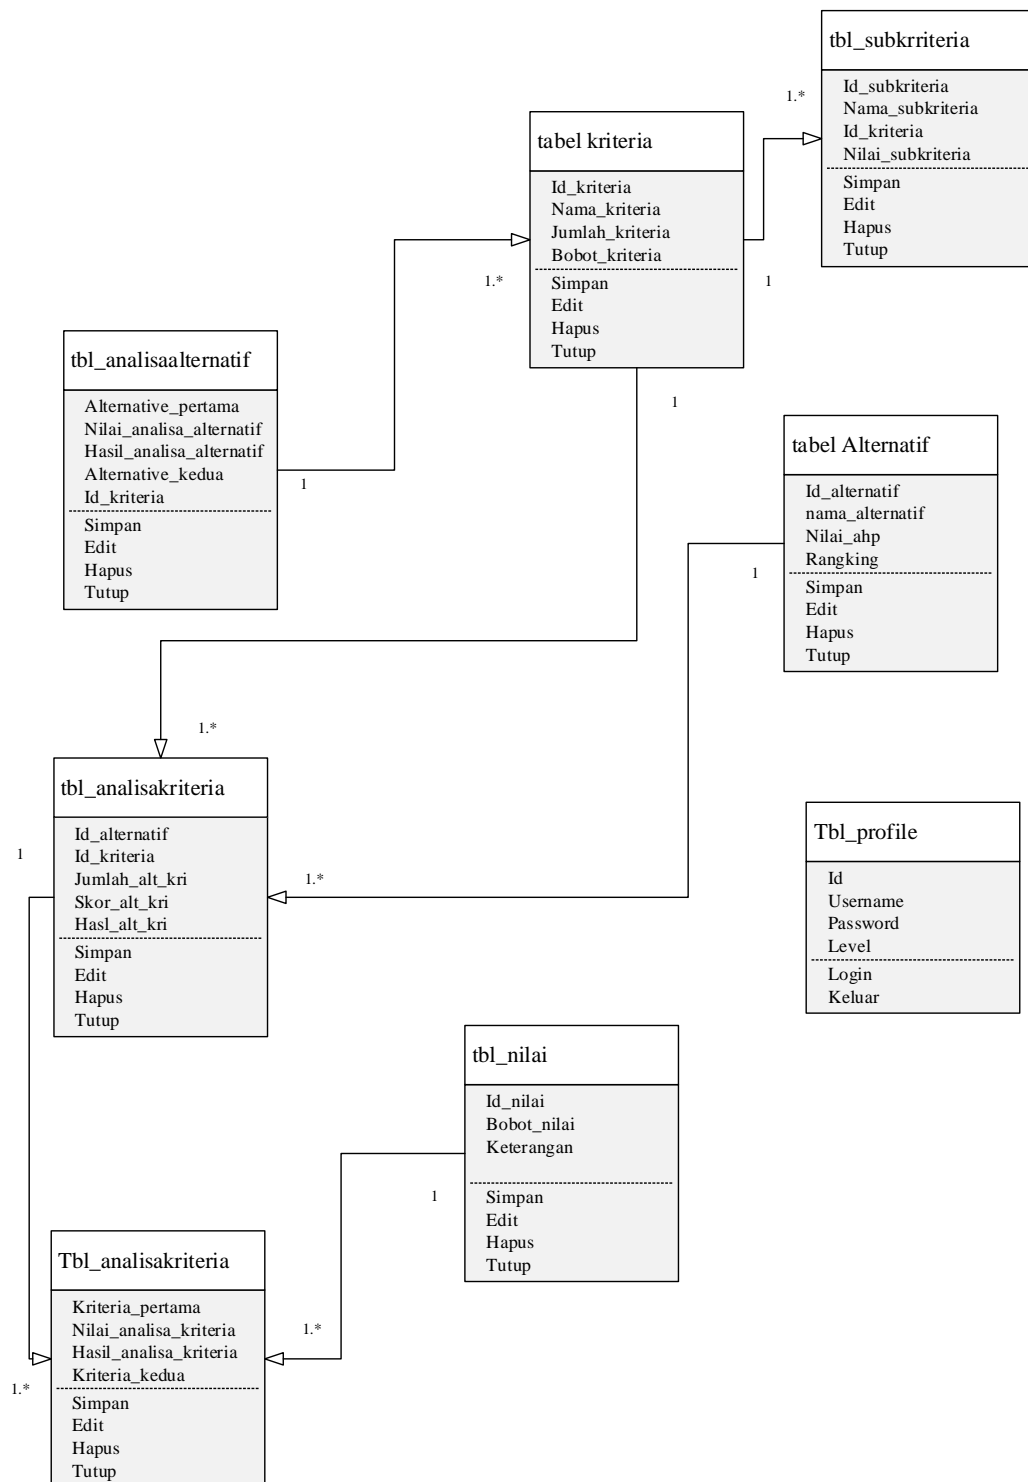 tbl_subkrriteria
Id_subkriteria
Nama_subkriteria
Id_kriteria
Nilai_subkriteria
Simpan
Edit
Hapus
Tutup
1.*
1
tabel kriteria
Id_kriteria
Nama_kriteria
Jumlah_kriteria
Bobot_kriteria
Simpan
Edit
Hapus
Tutup
1.*
1
tbl_analisaalternatif
Alternative_pertama
Nilai_analisa_alternatif
Hasil_analisa_alternatif
Alternative_kedua
Id_kriteria
Simpan
Edit
Hapus
Tutup
1
tabel Alternatif
Id_alternatif
nama_alternatif
Nilai_ahp
Rangking
Simpan
Edit
Hapus
Tutup
1
1.*
tbl_analisakriteria
Id_alternatif
Id_kriteria
Jumlah_alt_kri
Skor_alt_kri
Hasl_alt_kri
Simpan
Edit
Hapus
Tutup
1
1.*
Tbl_profile
Id
Username
Password
Level
Login
Keluar
tbl_nilai
Id_nilai
Bobot_nilai
Keterangan
Simpan
Edit
Hapus
Tutup
1
1.*
Tbl_analisakriteria
Kriteria_pertama
Nilai_analisa_kriteria
Hasil_analisa_kriteria
Kriteria_kedua
Simpan
Edit
Hapus
Tutup
1.*